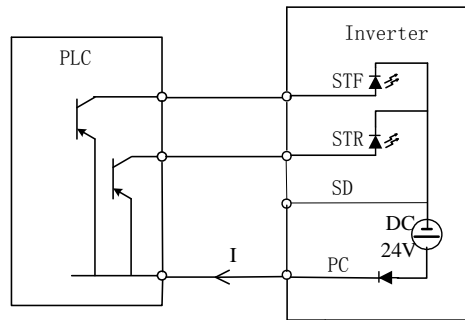 Inverter
PLC
STF
STR
SD
DC
24V
I
PC